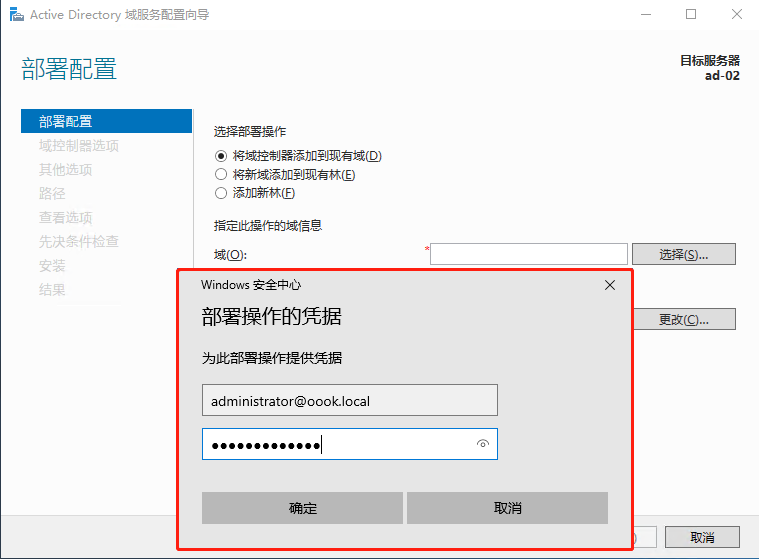 Active Directory 域服务配置向导
部署配置
目标服务器
ad-02
部署配置
域控制器选项
其他选项
路径
查看选项
先决条件检查
安装
结果
选择部署操作
将域控制器添加到现有域(D)
将新域添加到现有林(E)
添加新林(F)
指定此操作的域信息
域(O):
*
选择(S)...
更改(C)...
Windows 安全中心
部署操作的凭据
为此部署操作提供凭据
administrator@oook.local
●●●●●●●●●●●●●
确定
取消
)
取消